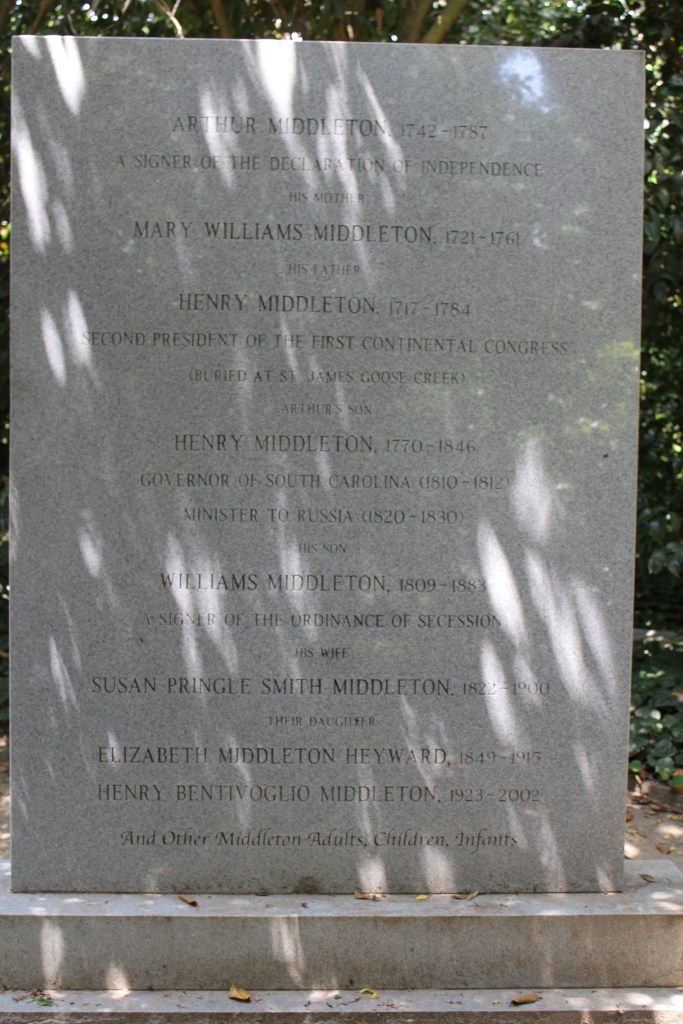 ARTHUR MIDDLETON, 1742-1787
A SIGNER OF THE DECLARATION OF INDEPENDENCE
HIS MOTHER
MARY WILLIAMS MIDDLETON, 1721-1761
HIS FATHER
HENRY MIDDLETON, 1717-1784
SECOND PRESIDENT OF THE FIRST CONTINENTAL CONGRESS
(BURIED AT ST. JAMES GOOSE CREEK)
ARTHUR'S SON
HENRY MIDDLETON, 1770-1846
GOVERNOR OF SOUTH CAROLINA (1810-1812)
MINISTER TO RUSSIA (1820-1830)
HIS SON
WILLIAMS MIDDLETON, 1809-1883
A SIGNER OF THE ORDINANCE OF SECESSION
HIS WIFE
SUSAN PRINGLE SMITH MIDDLETON, 1822-1900
THEIR DAUGHTER
ELIZABETH MIDDLETON HEYWARD, 1849-1915
HENRY BENTIVOGLIO MIDDLETON, 1923-2002
And Other Middleton Adults, Children, Infants